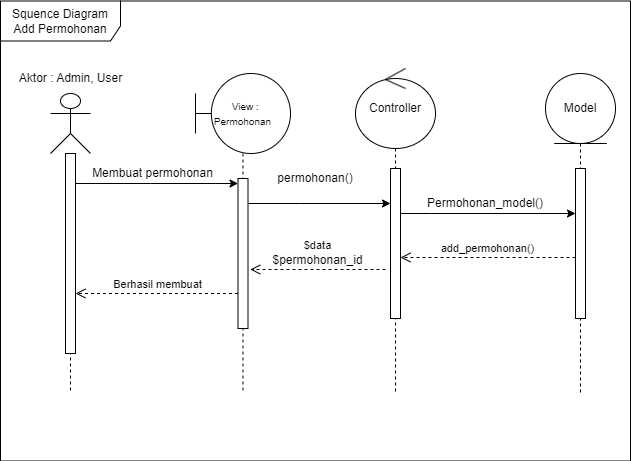 Squence Diagram
Add Permohonan
Aktor : Admin, User
View :
Permohonan
Controller
Model
Membuat permohonan
permohonan()
Permohonan_model()
$data
$permohonan_id
add_permohonan()
Berhasil membuat